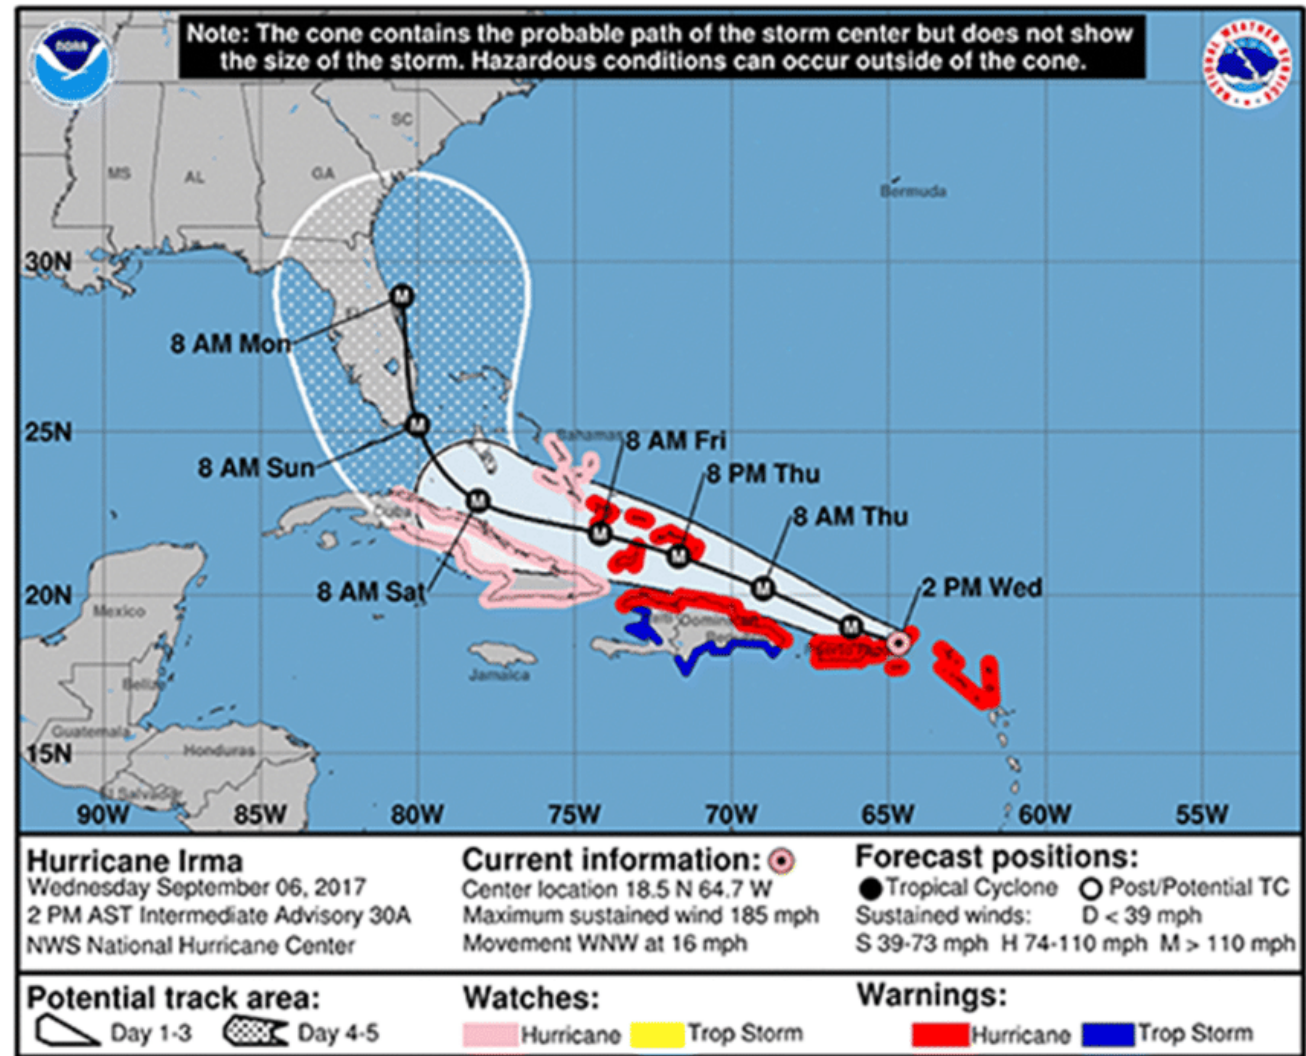 Note: The cone contains the probable path of the storm center but does not show
the size of the storm. Hazardous conditions can occur outside of the cone.
NOAA
NATIONAL WEATHER SERVICE
SC
MS
AL
GA
Bermuda
30N
FL
8 AM Mon
25N
Bahamas
8 AM Fri
8 AM Sun
8 PM Thu
Cuba
8 AM Thu
8 AM Sat
2 PM Wed
20N
Mexico
Jamaica
Belize
Guatemala
Honduras
15N
El Salvador
90W 85W 80W 75W 70W 65W 60W 55W
M
M
M
M
M
M
M
Hurricane Irma
Wednesday September 06, 2017
2 PM AST Intermediate Advisory 30A
NWS National Hurricane Center
Current information:
Center location 18.5 N 64.7 W
Maximum sustained wind 185 mph
Movement WNW at 16 mph
Forecast positions:
Tropical Cyclone Post/Potential TC
Sustained winds: D < 39 mph
S 39-73 mph H 74-110 mph M > 110 mph
Potential track area:
Day 1-3 Day 4-5
Watches:
Hurricane Trop Storm
Warnings:
Hurricane Trop Storm